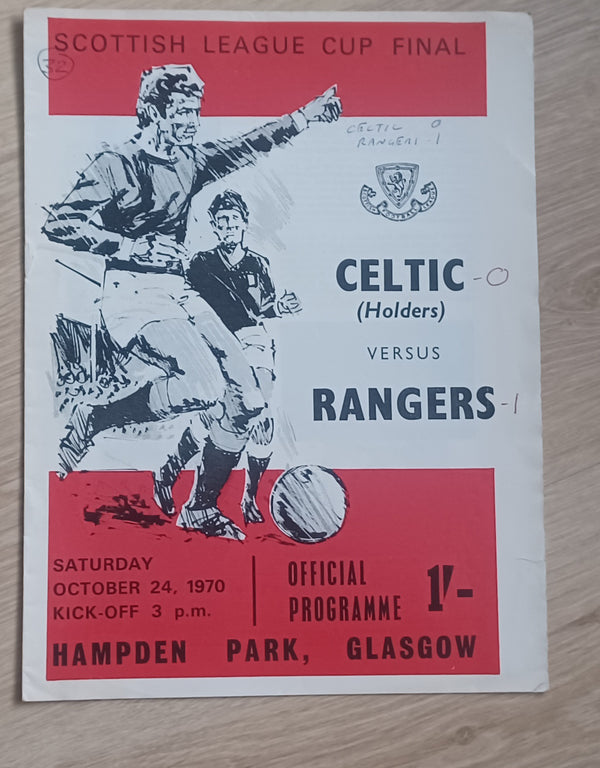 SCOTTISH LEAGUE CUP FINAL
32
CELTIC 0
RANGERS -1
CELTIC -0
(Holders)
VERSUS
RANGERS -1
SATURDAY
OCTOBER 24, 1970
KICK-OFF 3 p.m.
OFFICIAL
PROGRAMME
1/-
HAMPDEN PARK, GLASGOW